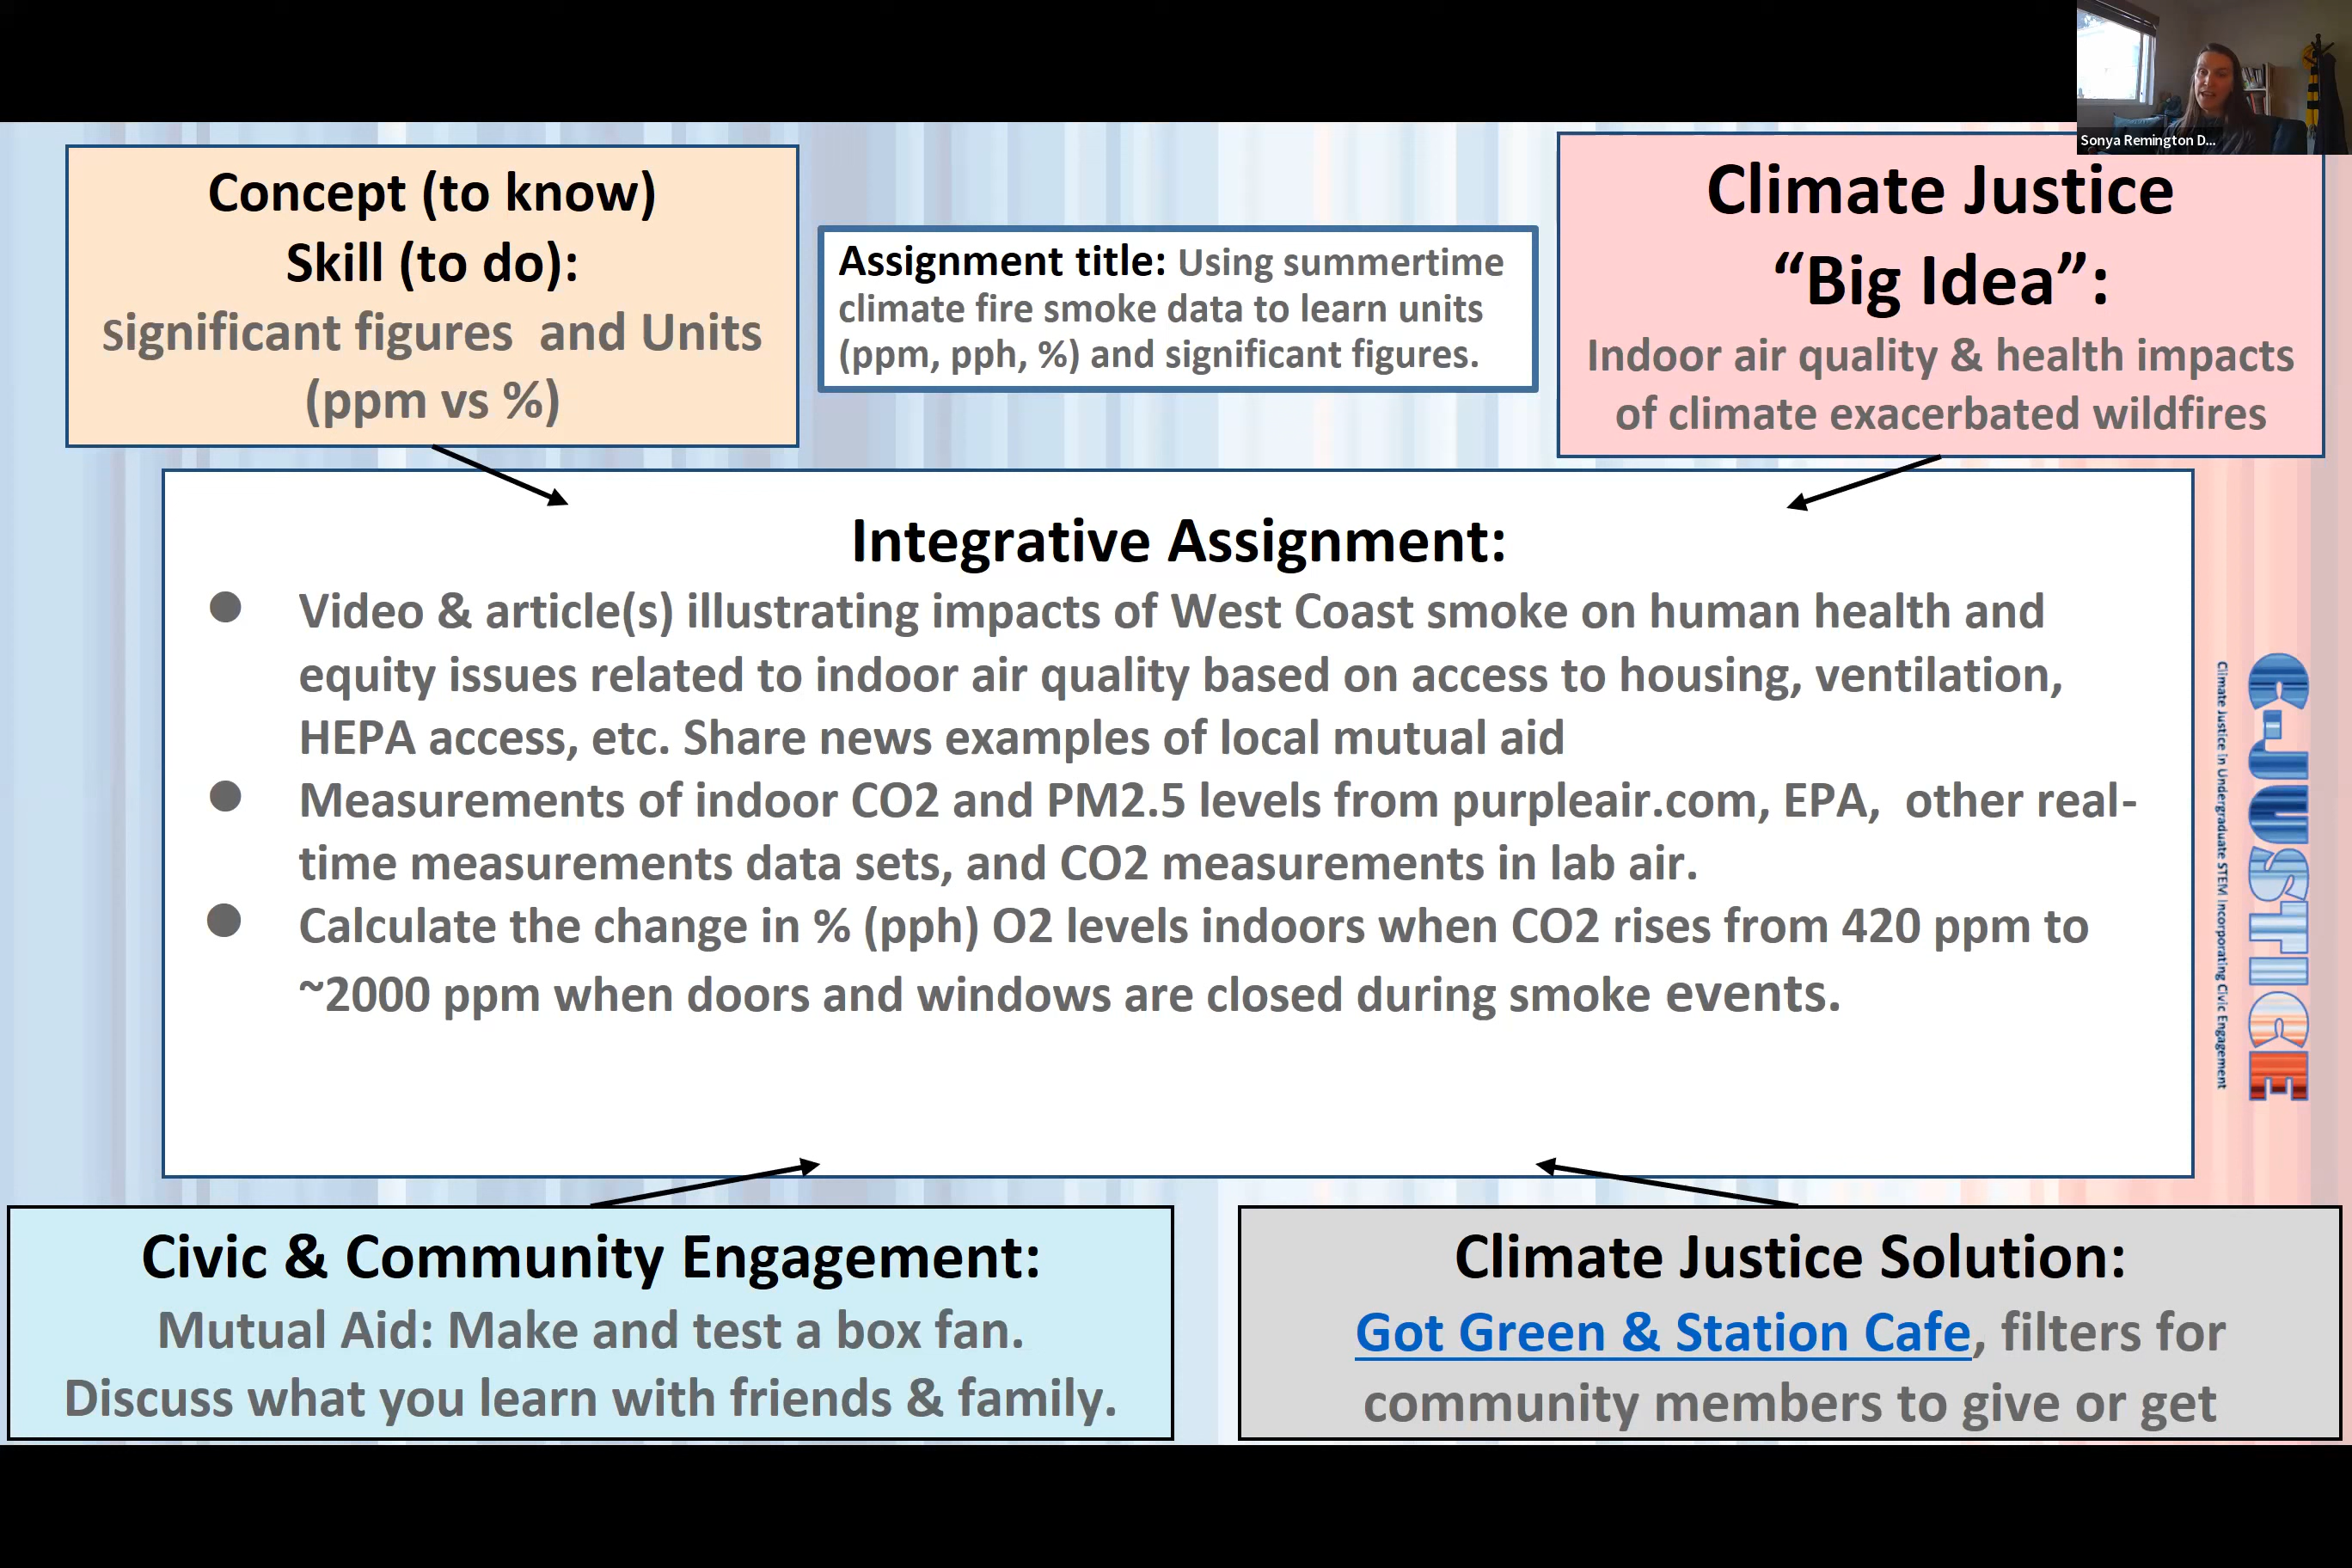 Sonya Remington D...
Concept (to know)
Skill (to do):
Significant figures and Units
(ppm vs %)
Assignment title: Using summertime
climate fire smoke data to learn units
(ppm, pph, %) and significant figures.
Climate Justice
“Big Idea”:
Indoor air quality & health impacts
of climate exacerbated wildfires
Integrative Assignment:
● Video & article(s) illustrating impacts of West Coast smoke on human health and
equity issues related to indoor air quality based on access to housing, ventilation,
HEPA access, etc. Share news examples of local mutual aid
● Measurements of indoor CO2 and PM2.5 levels from purpleair.com, EPA, other real-
time measurements data sets, and CO2 measurements in lab air.
● Calculate the change in % (pph) O2 levels indoors when CO2 rises from 420 ppm to
~2000 ppm when doors and windows are closed during smoke events.
C-JUSTICE
Climate Justice in Undergraduate STEM Incorporating Civic Engagement
Civic & Community Engagement:
Mutual Aid: Make and test a box fan.
Discuss what you learn with friends & family.
Climate Justice Solution:
Got Green & Station Cafe, filters for
community members to give or get